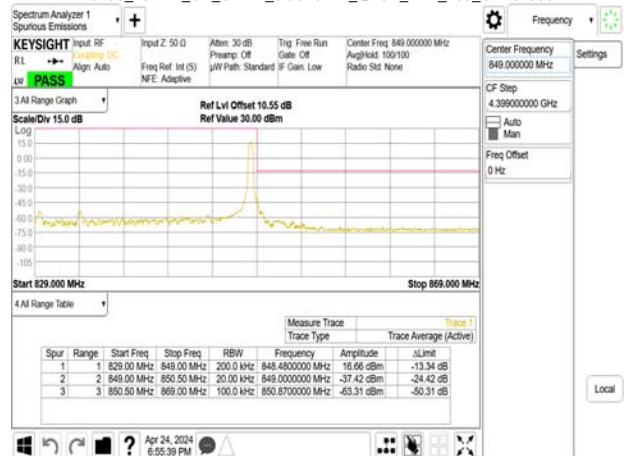 Spectrum Analyzer 1
Spurious Emissions
Frequency
KEYSIGHT Input: RF Input Z: 50 Ω Atten: 30 dB Trig: Free Run Center Freq: 849.000000 MHz
RL Coupling: DC Preamp: Off Gate: Off Avg|Hold: 100/100
Align: Auto Freq Ref: Int (S) µW Path: Standard IF Gain: Low Radio Std: None
NFE: Adaptive
PASS
3 All Range Graph
Ref Lvl Offset 10.55 dB
Scale/Div 15.0 dB Ref Value 30.00 dBm
Log
15.0
0.00
-15.0
-30.0
-45.0
-60.0
-75.0
-90.0
-105
Start 829.000 MHz Stop 869.000 MHz
4 All Range Table
Measure Trace Trace 1
Trace Type Trace Average (Active)
Spur Range Start Freq Stop Freq RBW Frequency Amplitude ΔLimit
1 1 829.00 MHz 849.00 MHz 200.0 kHz 848.4800000 MHz 16.66 dBm -13.34 dB
2 2 849.00 MHz 850.50 MHz 20.00 kHz 849.0000000 MHz -37.42 dBm -24.42 dB
3 3 850.50 MHz 869.00 MHz 100.0 kHz 850.8700000 MHz -63.31 dBm -50.31 dB
Center Frequency
849.000000 MHz
Settings
CF Step
4.399000000 GHz
Auto
Man
Freq Offset
0 Hz
Local
Apr 24, 2024
6:55:39 PM